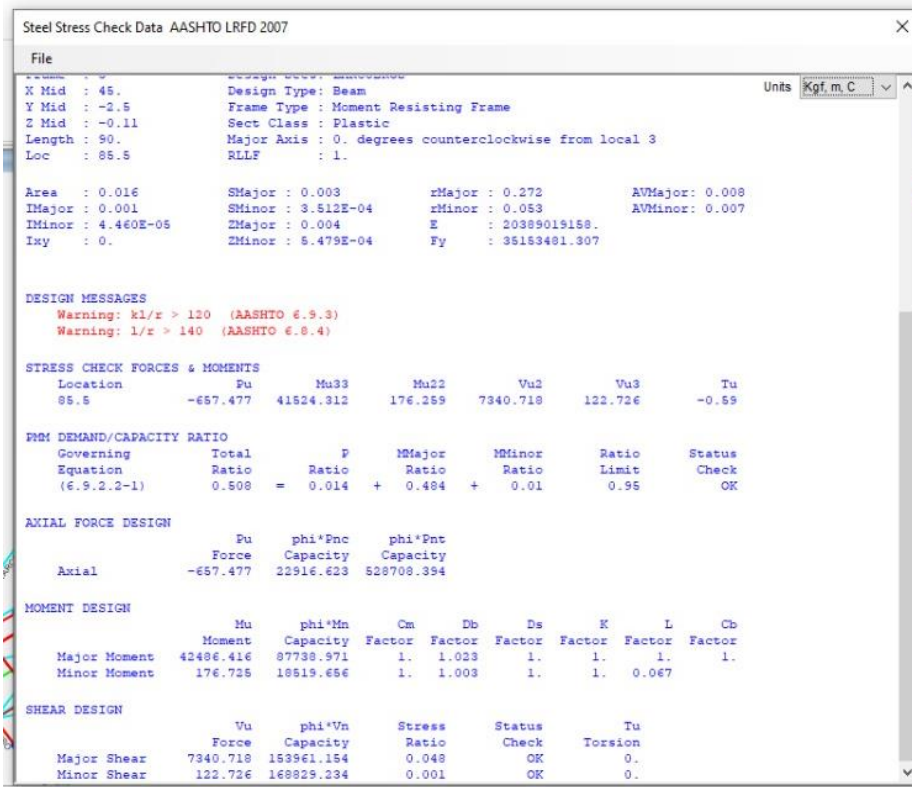 Steel Stress Check Data AASHTO LRFD 2007
File
Units Kgf, m, C
X Mid : 45. Design Type: Beam
Y Mid : -2.5 Frame Type : Moment Resisting Frame
Z Mid : -0.11 Sect Class : Plastic
Length : 90. Major Axis : 0. degrees counterclockwise from local 3
Loc : 85.5 RLLF : 1.
Area : 0.016 SMajor : 0.003 rMajor : 0.272 AVMajor: 0.008
IMajor : 0.001 SMinor : 3.512E-04 rMinor : 0.053 AVMinor: 0.007
IMinor : 4.460E-05 ZMajor : 0.004 E : 20389019158.
Ixy : 0. ZMinor : 5.479E-04 Fy : 35153481.307
DESIGN MESSAGES
Warning: kl/r > 120 (AASHTO 6.9.3)
Warning: l/r > 140 (AASHTO 6.8.4)
STRESS CHECK FORCES & MOMENTS
Location Pu Mu33 Mu22 Vu2 Vu3 Tu
85.5 -657.477 41524.312 176.259 7340.718 122.726 -0.59
PMM DEMAND/CAPACITY RATIO
Governing Total P MMajor MMinor Ratio Status
Equation Ratio Ratio Ratio Ratio Limit Check
(6.9.2.2-1) 0.508 = 0.014 + 0.484 + 0.01 0.95 OK
AXIAL FORCE DESIGN
Pu phi*Pnc phi*Pnt
Force Capacity Capacity
Axial -657.477 22916.623 528708.394
MOMENT DESIGN
Mu phi*Mn Cm Db Ds K L Cb
Moment Capacity Factor Factor Factor Factor Factor Factor
Major Moment 42486.416 87738.971 1. 1.023 1. 1. 1. 1.
Minor Moment 176.725 18519.656 1. 1.003 1. 1. 0.067
SHEAR DESIGN
Vu phi*Vn Stress Status Tu
Force Capacity Ratio Check Torsion
Major Shear 7340.718 153961.154 0.048 OK 0.
Minor Shear 122.726 168829.234 0.001 OK 0.